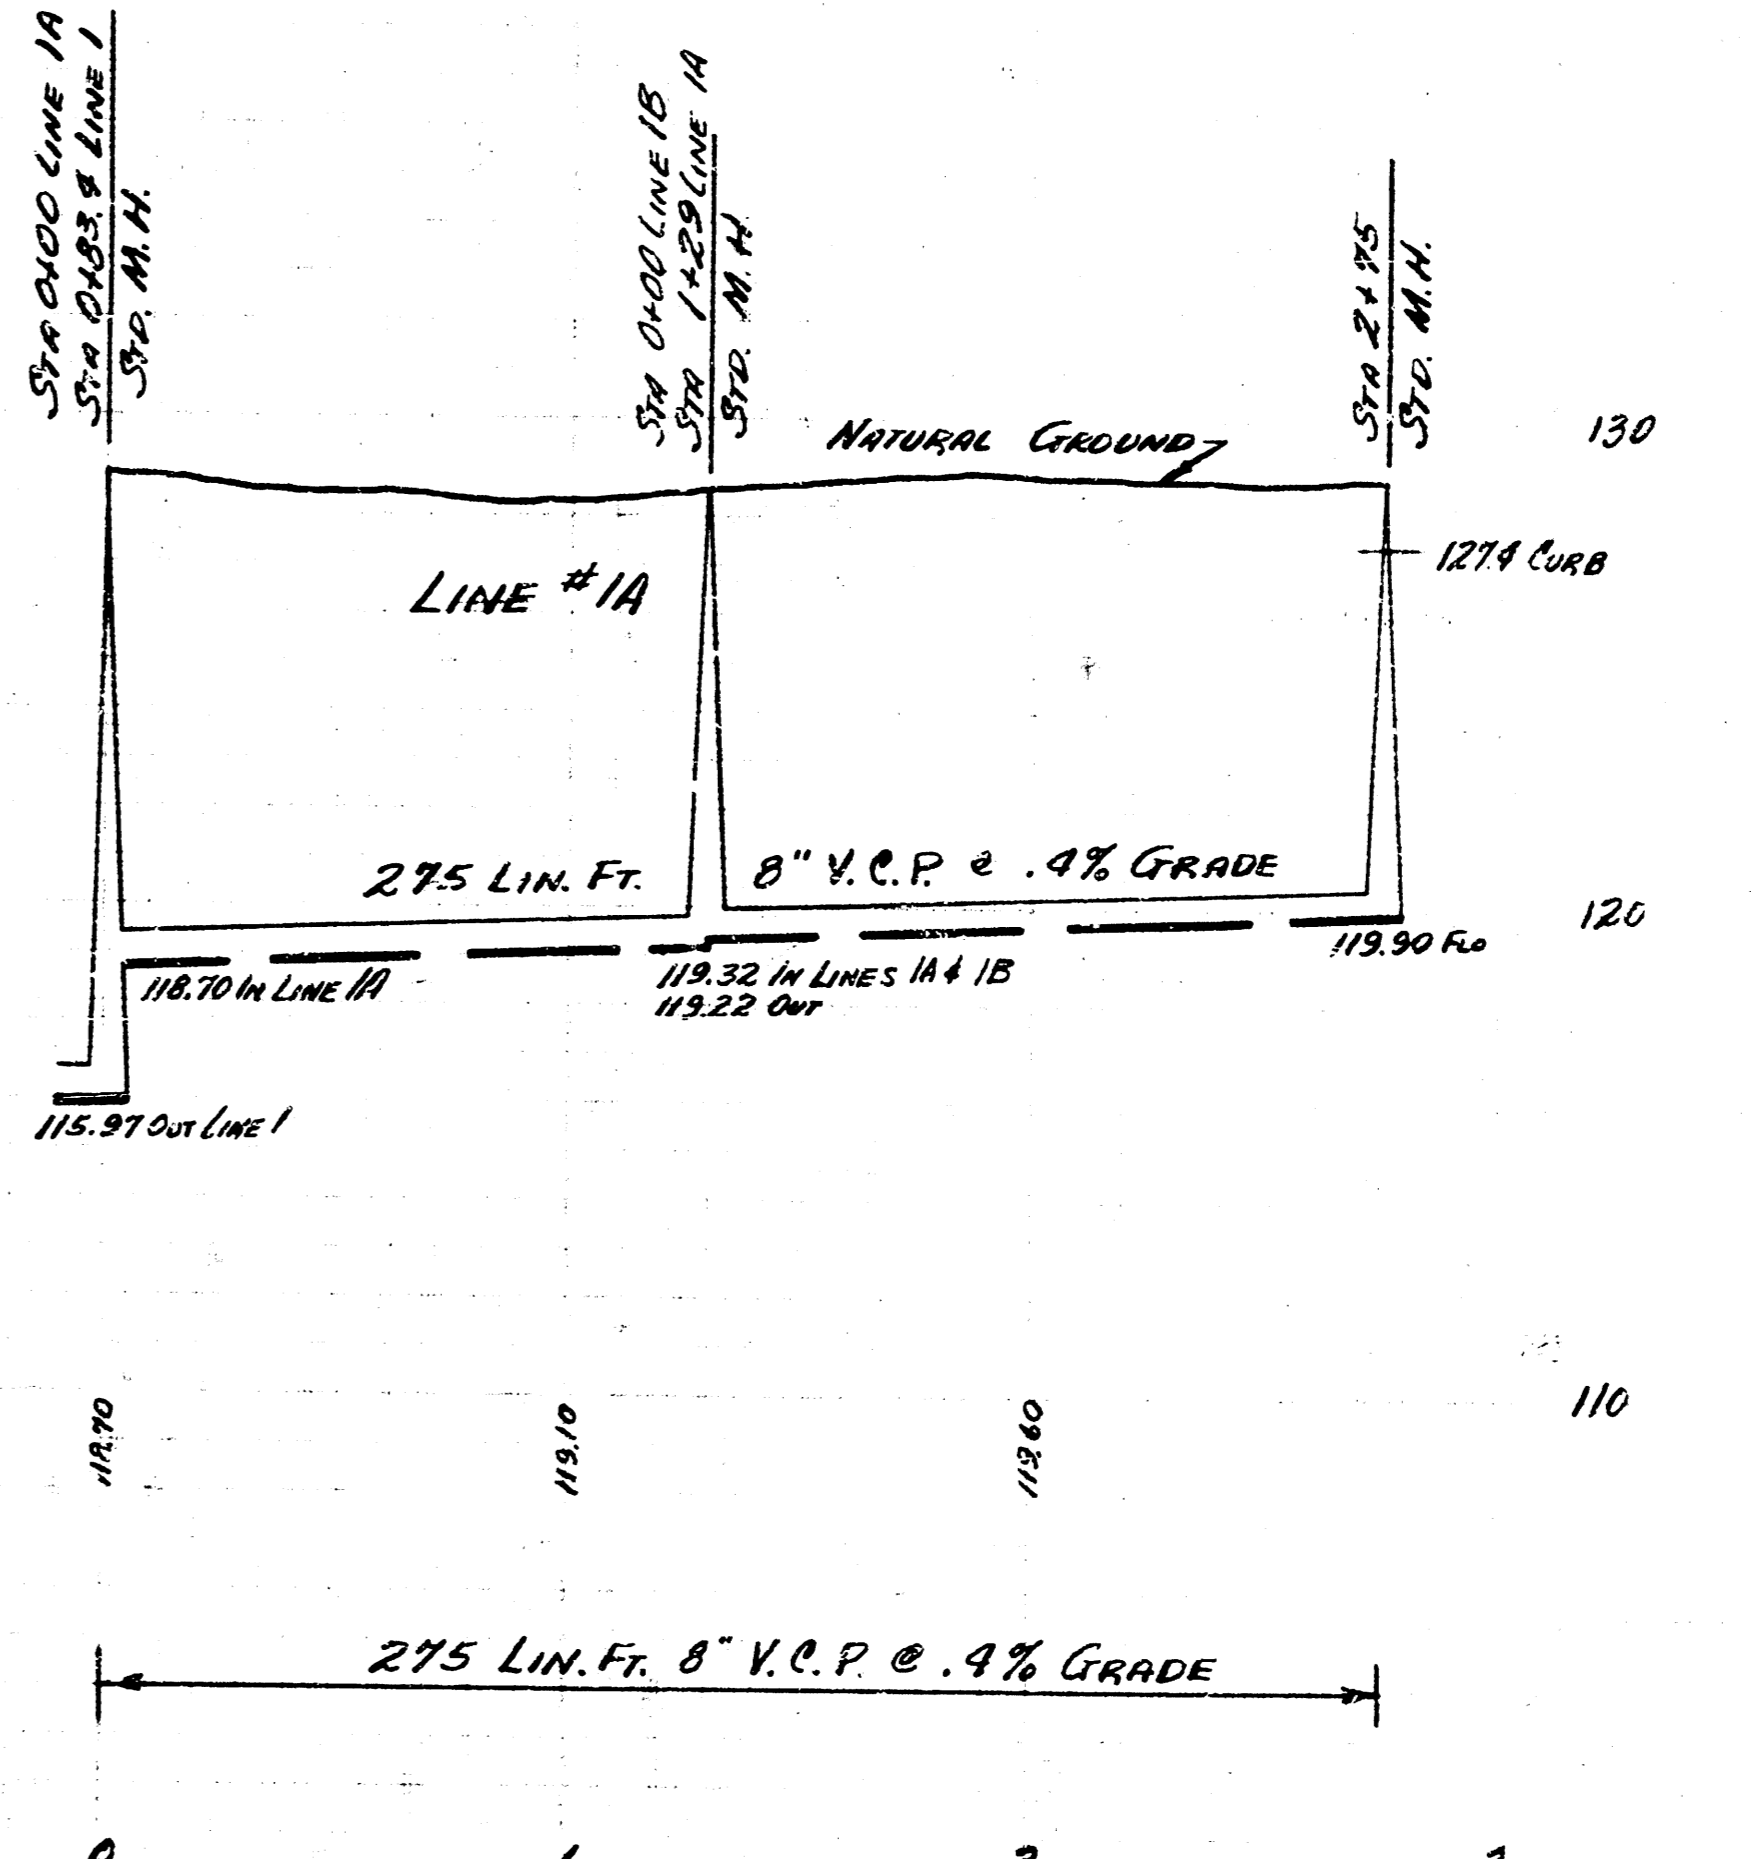 STA 0+00 LINE 1A
STA 0+83.4 LINE 1
STD. M.H.
STA 0+00 LINE 1B
STA 1+29 LINE 1A
STD. M.H.
STA 2+75
STD. M.H.
NATURAL GROUND
130
127.4 CURB
LINE #1A
275 LIN. FT.
8" V.C.P. @ .4% GRADE
120
118.70 IN LINE 1A
119.32 IN LINES 1A & 1B
119.22 OUT
119.90 FLO
115.97 OUT LINE 1
110
118.70
119.10
119.60
275 LIN. FT. 8" V.C.P. @ .4% GRADE
0
1
2